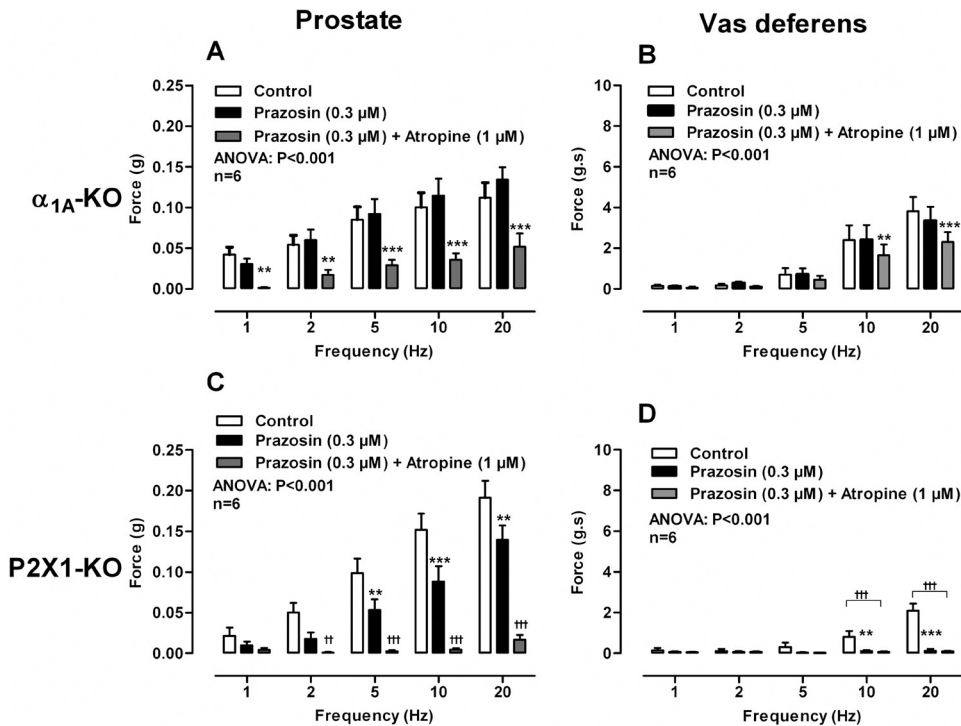 Prostate
Vas deferens
α1A-KO
A
0.25
0.20
0.15
0.10
0.05
0.00
Force (g)
Control
Prazosin (0.3 µM)
Prazosin (0.3 µM) + Atropine (1 µM)
ANOVA: P<0.001
n=6
**
**
***
***
***
1 2 5 10 20
Frequency (Hz)
B
10
8
6
4
2
0
Force (g.s)
Control
Prazosin (0.3 µM)
Prazosin (0.3 µM) + Atropine (1 µM)
ANOVA: P<0.001
n=6
**
***
1 2 5 10 20
Frequency (Hz)
P2X1-KO
C
0.25
0.20
0.15
0.10
0.05
0.00
Force (g)
Control
Prazosin (0.3 µM)
Prazosin (0.3 µM) + Atropine (1 µM)
ANOVA: P<0.001
n=6
††
**
†††
***
†††
**
†††
1 2 5 10 20
Frequency (Hz)
D
10
8
6
4
2
0
Force (g.s)
Control
Prazosin (0.3 µM)
Prazosin (0.3 µM) + Atropine (1 µM)
ANOVA: P<0.001
n=6
†††
**
†††
***
1 2 5 10 20
Frequency (Hz)